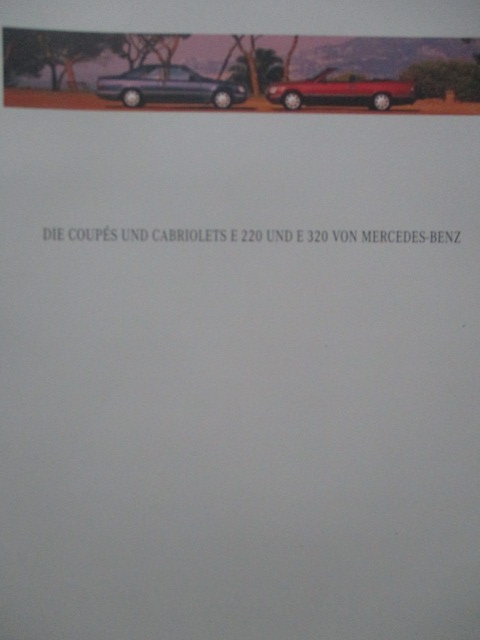 DIE COUPÉS UND CABRIOLETS E 220 UND E 320 VON MERCEDES-BENZ